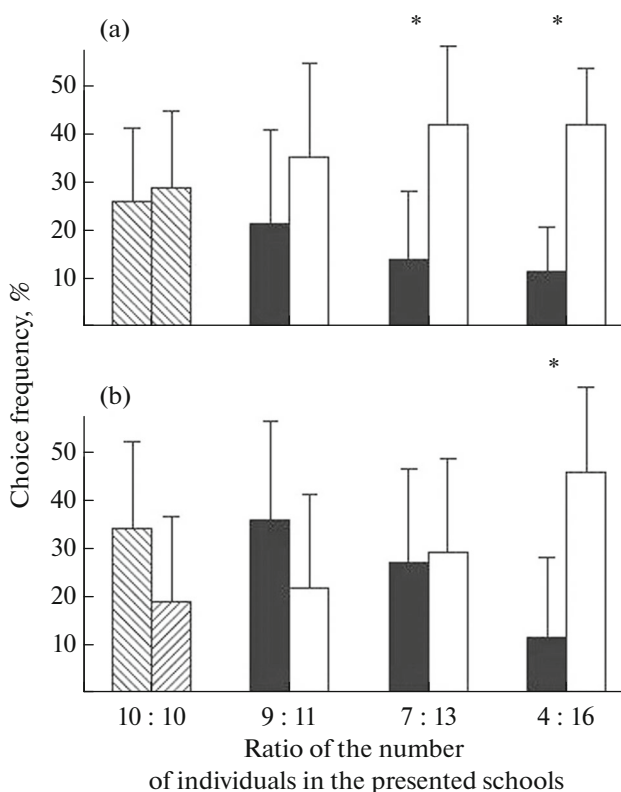 (a)
*
*
50
40
30
20
10
Choice frequency, %
(b)
*
50
40
30
20
10
10 : 10
9 : 11
7 : 13
4 : 16
Ratio of the number
of individuals in the presented schools